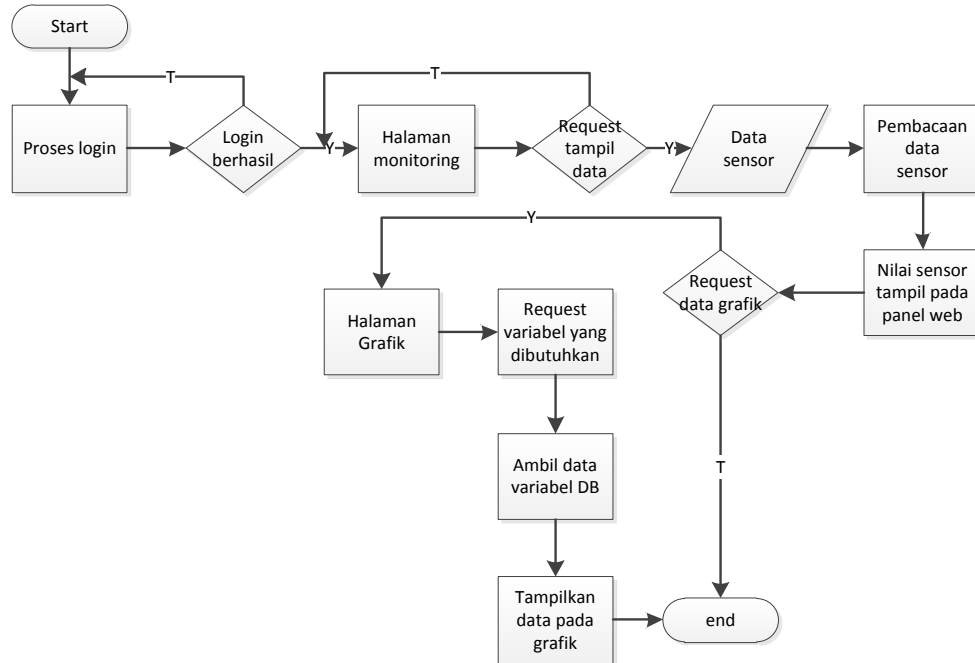 Start
T
T
Proses login
Login
berhasil
Y
Halaman
monitoring
Request
tampil
data
Y
Data
sensor
Pembacaan
data
sensor
Y
Nilai sensor
tampil pada
panel web
Request
data grafik
Halaman
Grafik
Request
variabel yang
dibutuhkan
Ambil data
variabel DB
T
Tampilkan
data pada
grafik
end